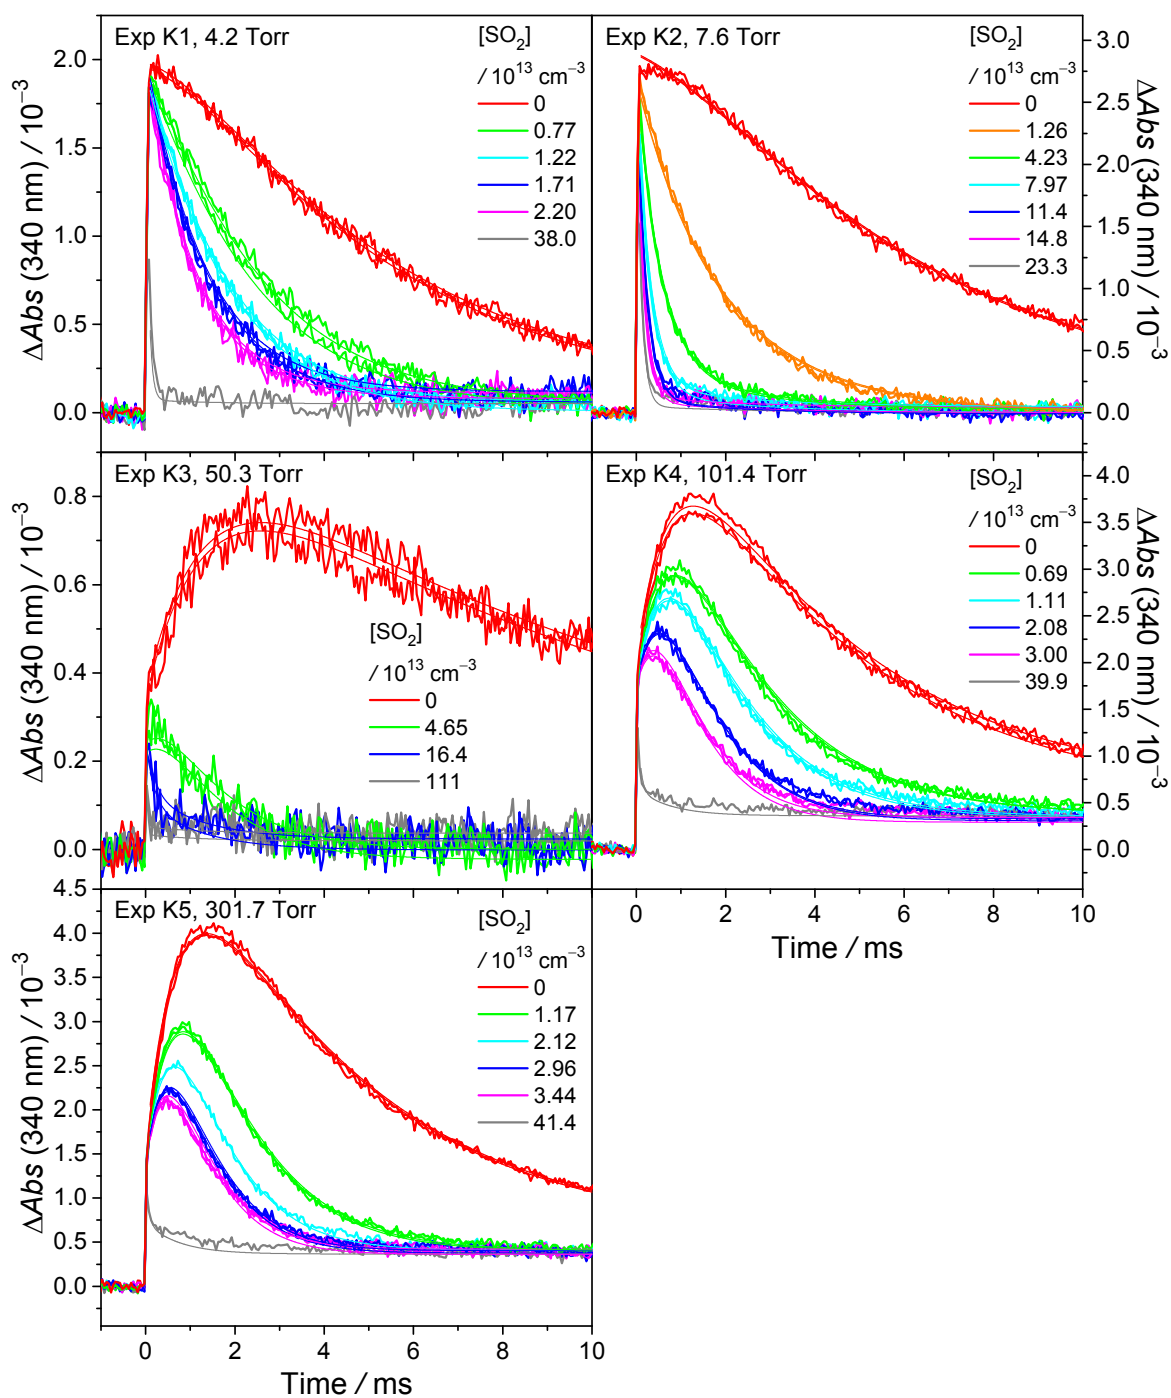 Exp K1, 4.2 Torr
[SO₂]
/ 10¹³ cm⁻³
0
0.77
1.22
1.71
2.20
38.0
2.0
1.5
1.0
0.5
0.0
ΔAbs (340 nm) / 10⁻³
Exp K2, 7.6 Torr
[SO₂]
/ 10¹³ cm⁻³
0
1.26
4.23
7.97
11.4
14.8
23.3
3.0
2.5
2.0
1.5
1.0
0.5
0.0
ΔAbs (340 nm) / 10⁻³
Exp K3, 50.3 Torr
[SO₂]
/10¹³ cm⁻³
0
4.65
16.4
111
0.8
0.6
0.4
0.2
0.0
ΔAbs (340 nm) / 10⁻³
Exp K4, 101.4 Torr
[SO₂]
/ 10¹³ cm⁻³
0
0.69
1.11
2.08
3.00
39.9
4.0
3.5
3.0
2.5
2.0
1.5
1.0
0.5
0.0
ΔAbs (340 nm) / 10⁻³
0 2 4 6 8 10
Time / ms
Exp K5, 301.7 Torr
[SO₂]
/ 10¹³ cm⁻³
0
1.17
2.12
2.96
3.44
41.4
4.5
4.0
3.5
3.0
2.5
2.0
1.5
1.0
0.5
0.0
ΔAbs (340 nm) / 10⁻³
0 2 4 6 8 10
Time / ms